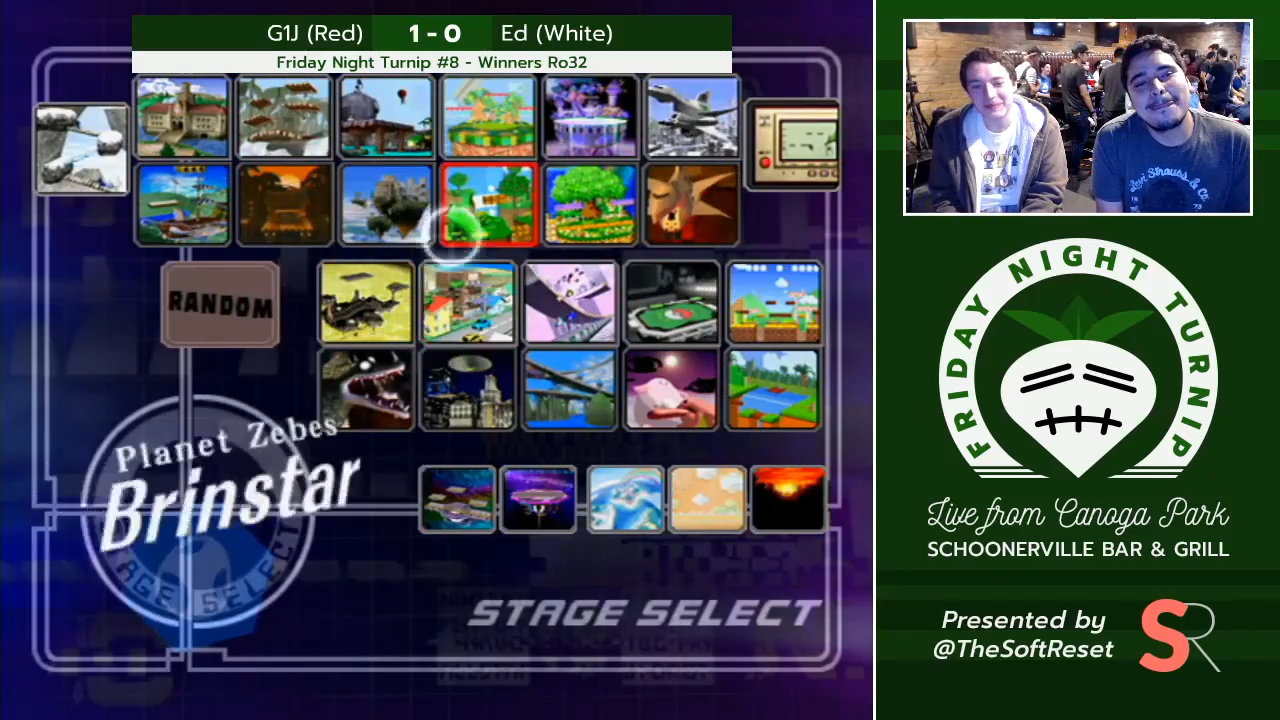 G1J (Red) 1 - 0 Ed (White)
Friday Night Turnip #8 - Winners Ro32
RANDOM
Planet Zebes
Brinstar
STAGE SELECT
FRIDAY NIGHT TURNIP
Live from Canoga Park
SCHOONERVILLE BAR & GRILL
Presented by
@TheSoftReset
SR